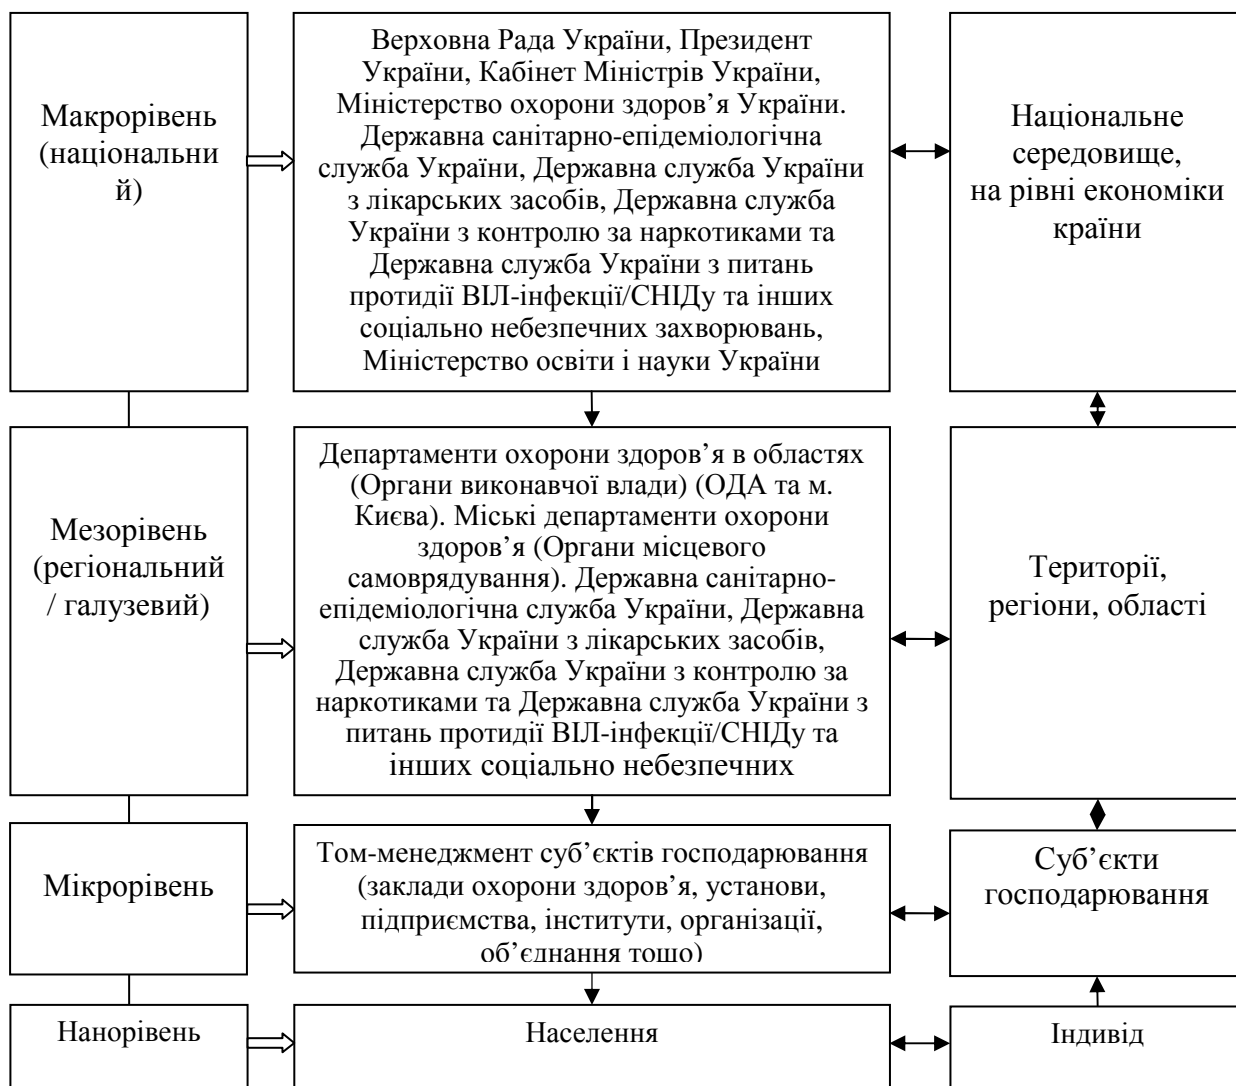 Макрорівень
(національни
й)
Верховна Рада України, Президент
України, Кабінет Міністрів України,
Міністерство охорони здоров’я України.
Державна санітарно-епідеміологічна
служба України, Державна служба України
з лікарських засобів, Державна служба
України з контролю за наркотиками та
Державна служба України з питань
протидії ВІЛ-інфекції/СНІДу та інших
соціально небезпечних захворювань,
Міністерство освіти і науки України
Національне
середовище,
на рівні економіки
країни
Мезорівень
(регіональний
/ галузевий)
Департаменти охорони здоров’я в областях
(Органи виконавчої влади) (ОДА та м.
Києва). Міські департаменти охорони
здоров’я (Органи місцевого
самоврядування). Державна санітарно-
епідеміологічна служба України, Державна
служба України з лікарських засобів,
Державна служба України з контролю за
наркотиками та Державна служба України з
питань протидії ВІЛ-інфекції/СНІДу та
інших соціально небезпечних
Території,
регіони, області
Мікрорівень
Том-менеджмент суб’єктів господарювання
(заклади охорони здоров’я, установи,
підприємства, інститути, організації,
об’єднання тощо)
Суб’єкти
господарювання
Нанорівень
Населення
Індивід